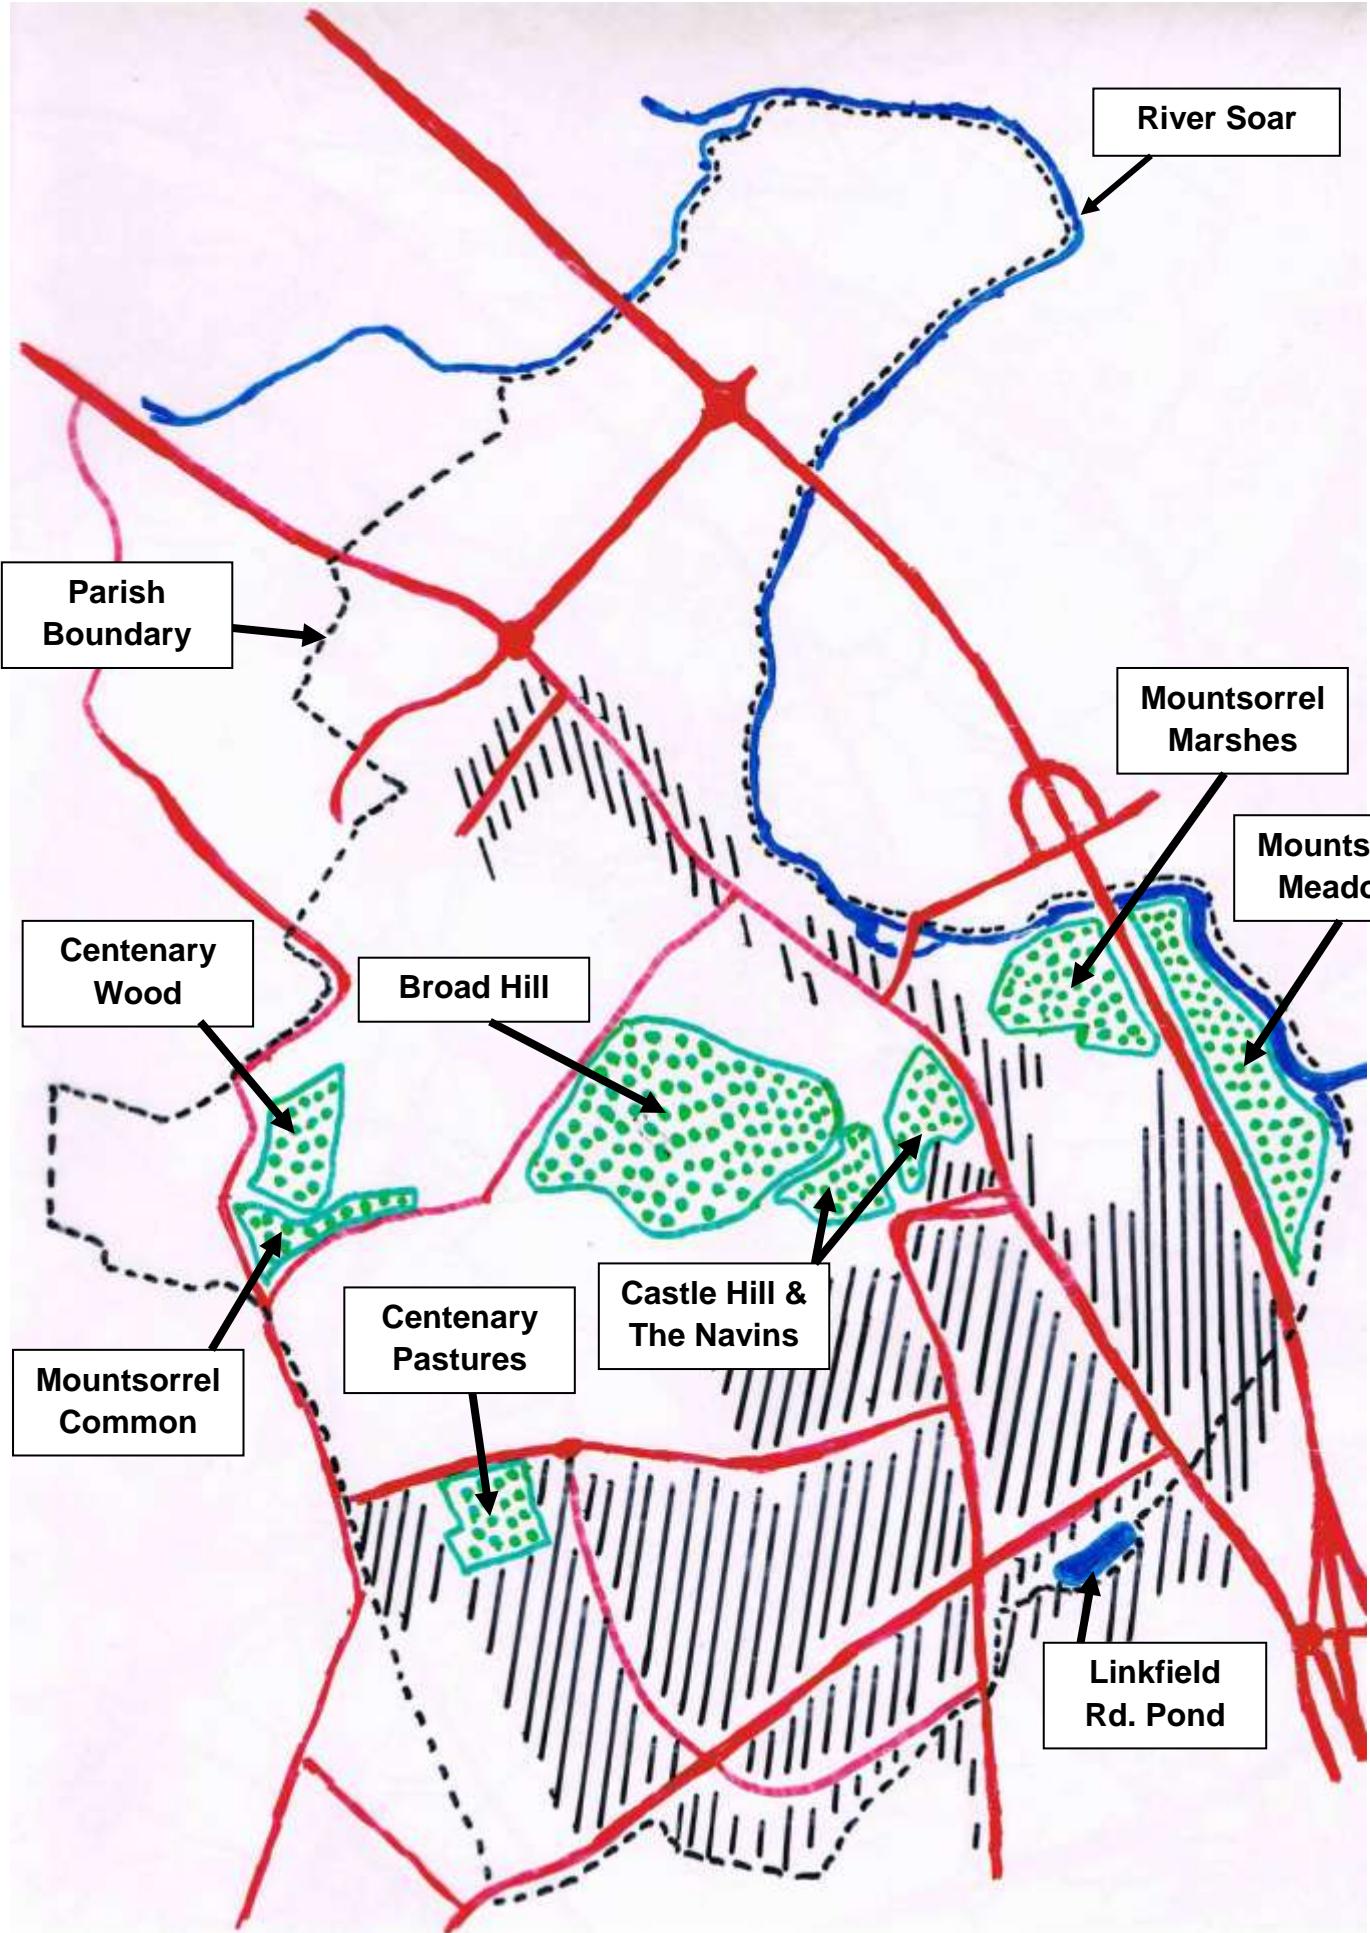 River Soar
Parish
Boundary
Mountsorrel
Marshes
Mounts
Meado
Centenary
Wood
Broad Hill
Castle Hill &
The Navins
Centenary
Pastures
Mountsorrel
Common
Linkfield
Rd. Pond